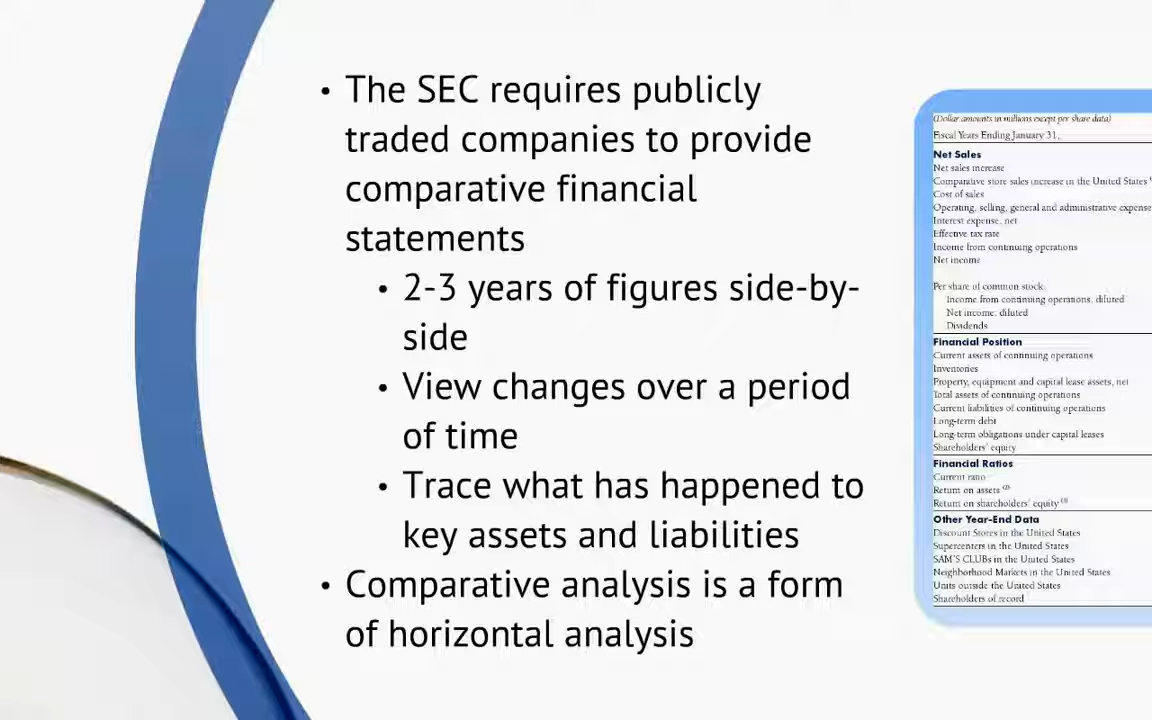 • The SEC requires publicly
traded companies to provide
comparative financial
statements
• 2-3 years of figures side-by-
side
• View changes over a period
of time
• Trace what has happened to
key assets and liabilities
• Comparative analysis is a form
of horizontal analysis
(Dollar amounts in millions except per share data)
Fiscal Years Ending January 31,
Net Sales
Net sales increase
Comparative store sales increase in the United States
Cost of sales
Operating, selling, general and administrative expense
Interest expense, net
Effective tax rate
Income from continuing operations
Net income
Per share of common stock:
Income from continuing operations, diluted
Net income, diluted
Dividends
Financial Position
Current assets of continuing operations
Inventories
Property, equipment and capital lease assets, net
Total assets of continuing operations
Current liabilities of continuing operations
Long-term debt
Long-term obligations under capital leases
Shareholders' equity
Financial Ratios
Current ratio
Return on assets (2)
Return on shareholders' equity (3)
Other Year-End Data
Discount Stores in the United States
Supercenters in the United States
SAM'S CLUBs in the United States
Neighborhood Markets in the United States
Units outside the United States
Shareholders of record